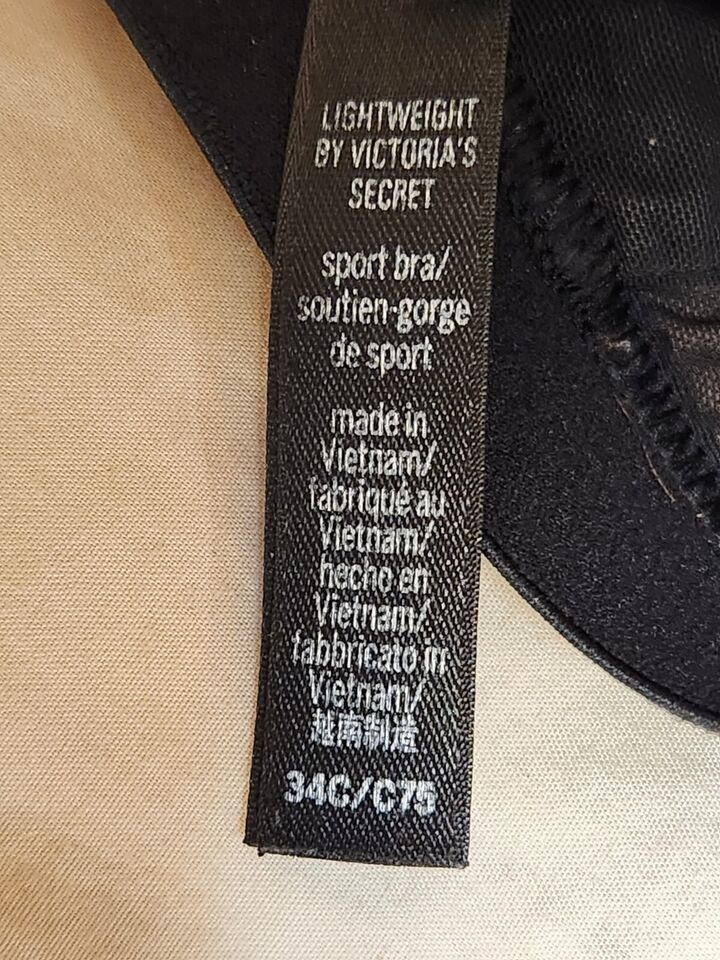 LIGHTWEIGHT
BY VICTORIA'S
SECRET
sport bra/
soutien-gorge
de sport
made in
Vietnam/
fabriqué au
Vietnam/
hecho en
Vietnam/
fabbricato in
Vietnam/
越南制造
34C/C75